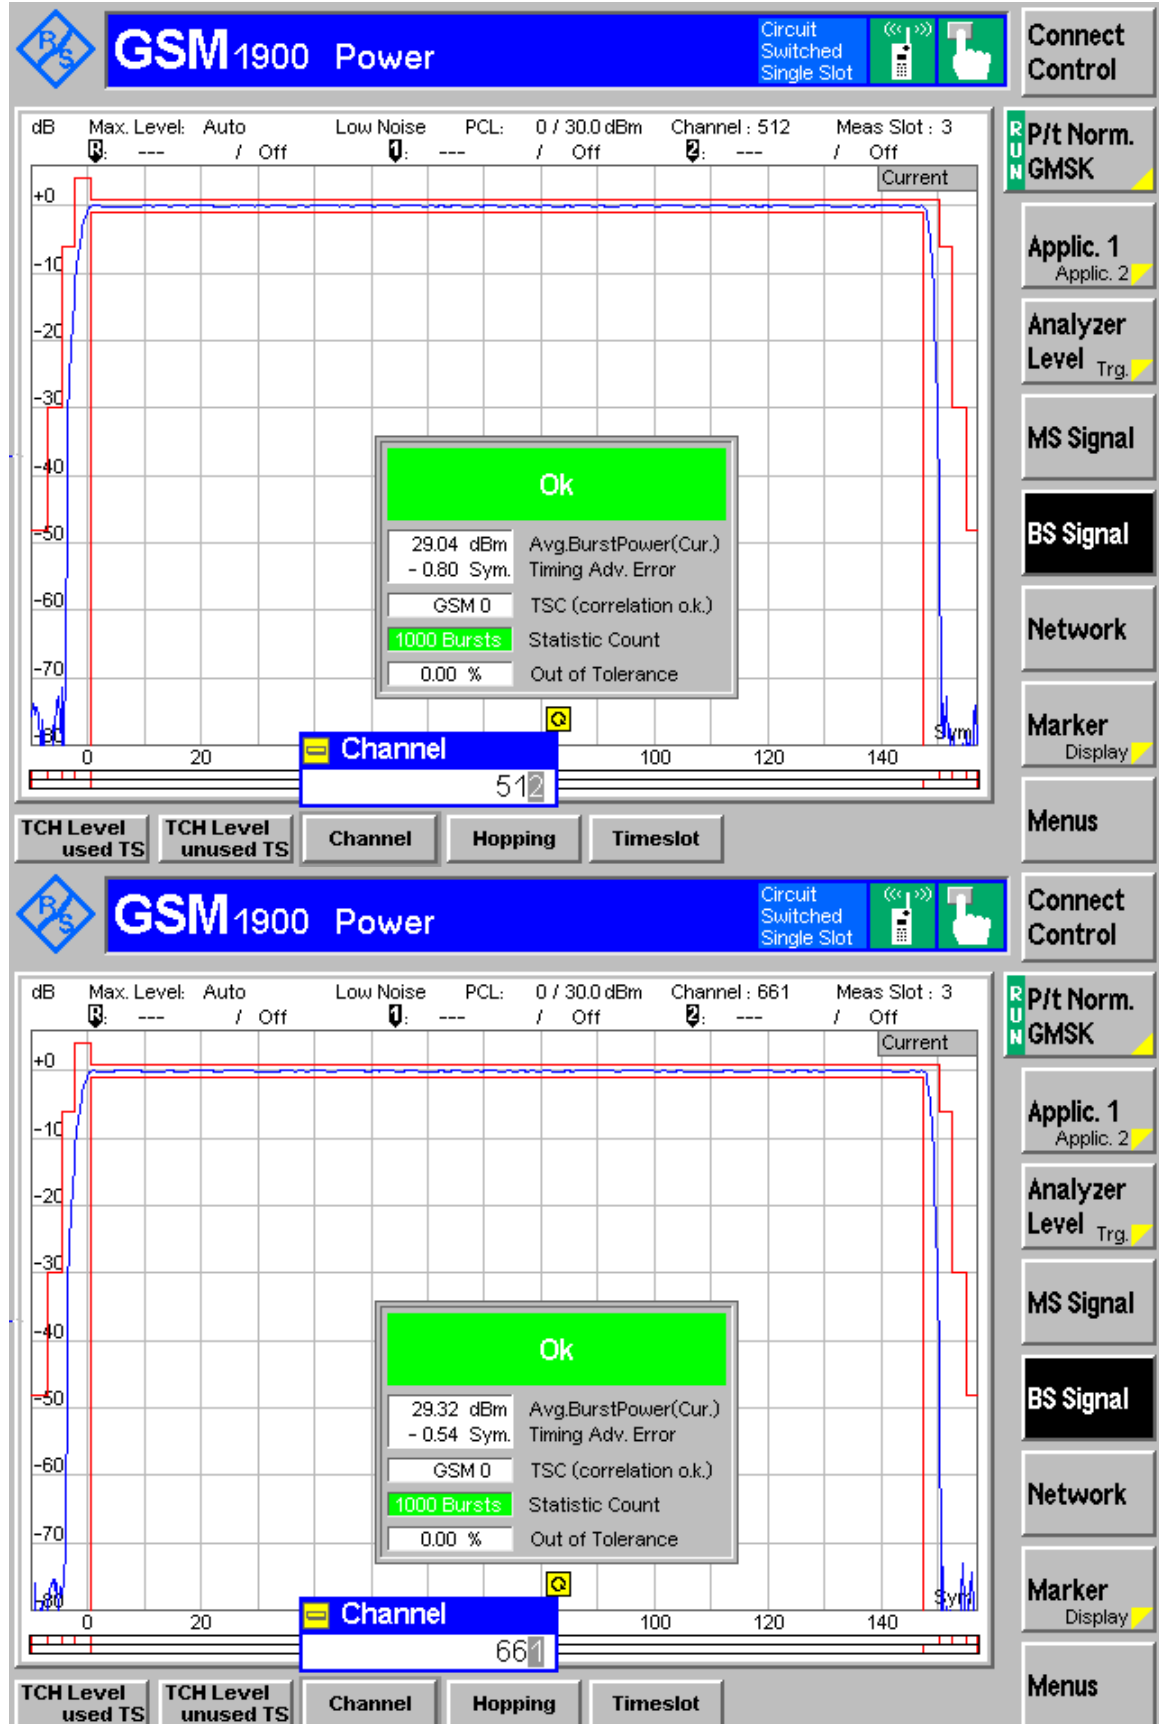 R/S
GSM 1900 Power
Circuit
Switched
Single Slot
Connect
Control
dB Max. Level: Auto Low Noise PCL: 0 / 30.0 dBm Channel : 512 Meas Slot : 3
R: --- / Off 1: --- / Off 2: --- / Off
RUN
P/t Norm.
GMSK
Current
+0
-10
-20
-30
-40
-50
-60
-70
-80
Applic. 1
Applic. 2
Analyzer
Level Trg.
MS Signal
BS Signal
Network
Marker
Display
Menus
Ok
29.04 dBm Avg.BurstPower(Cur.)
- 0.80 Sym. Timing Adv. Error
GSM 0 TSC (correlation o.k.)
1000 Bursts Statistic Count
0.00 % Out of Tolerance
Sym
0 20 100 120 140
Channel
512
TCH Level
used TS
TCH Level
unused TS
Channel
Hopping
Timeslot
R/S
GSM 1900 Power
Circuit
Switched
Single Slot
Connect
Control
dB Max. Level: Auto Low Noise PCL: 0 / 30.0 dBm Channel : 661 Meas Slot : 3
R: --- / Off 1: --- / Off 2: --- / Off
RUN
P/t Norm.
GMSK
Current
+0
-10
-20
-30
-40
-50
-60
-70
-80
Applic. 1
Applic. 2
Analyzer
Level Trg.
MS Signal
BS Signal
Network
Marker
Display
Menus
Ok
29.32 dBm Avg.BurstPower(Cur.)
- 0.54 Sym. Timing Adv. Error
GSM 0 TSC (correlation o.k.)
1000 Bursts Statistic Count
0.00 % Out of Tolerance
Sym
0 20 100 120 140
Channel
661
TCH Level
used TS
TCH Level
unused TS
Channel
Hopping
Timeslot